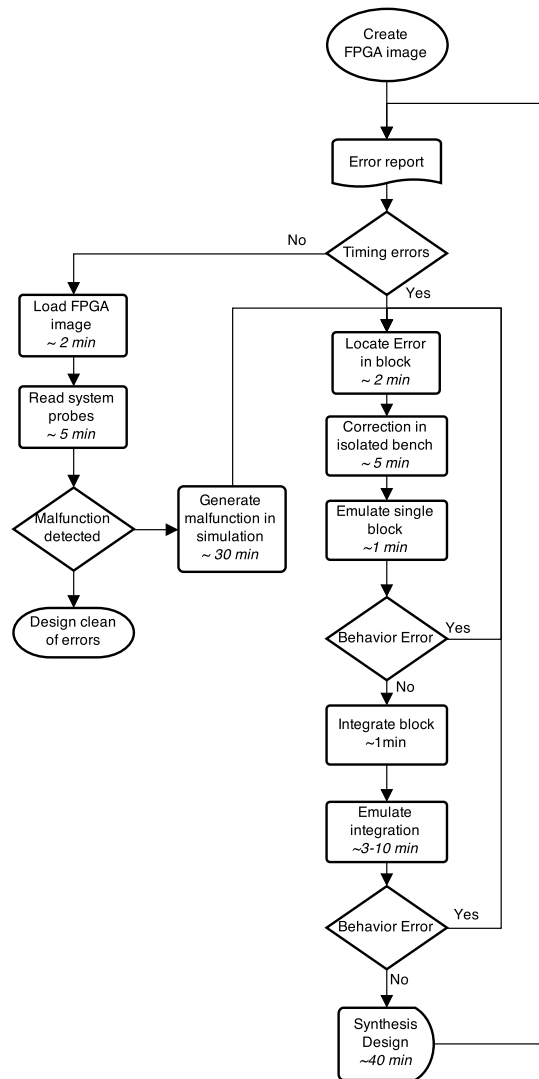 Create
FPGA image
Error report
Timing errors
No
Yes
Load FPGA
image
~ 2 min
Read system
probes
~ 5 min
Malfunction
detected
Generate
malfunction in
simulation
~ 30 min
Design clean
of errors
Locate Error
in block
~ 2 min
Correction in
isolated bench
~ 5 min
Emulate single
block
~1 min
Behavior Error
Yes
No
Integrate block
~1min
Emulate
integration
~3-10 min
Behavior Error
Yes
No
Synthesis
Design
~40 min